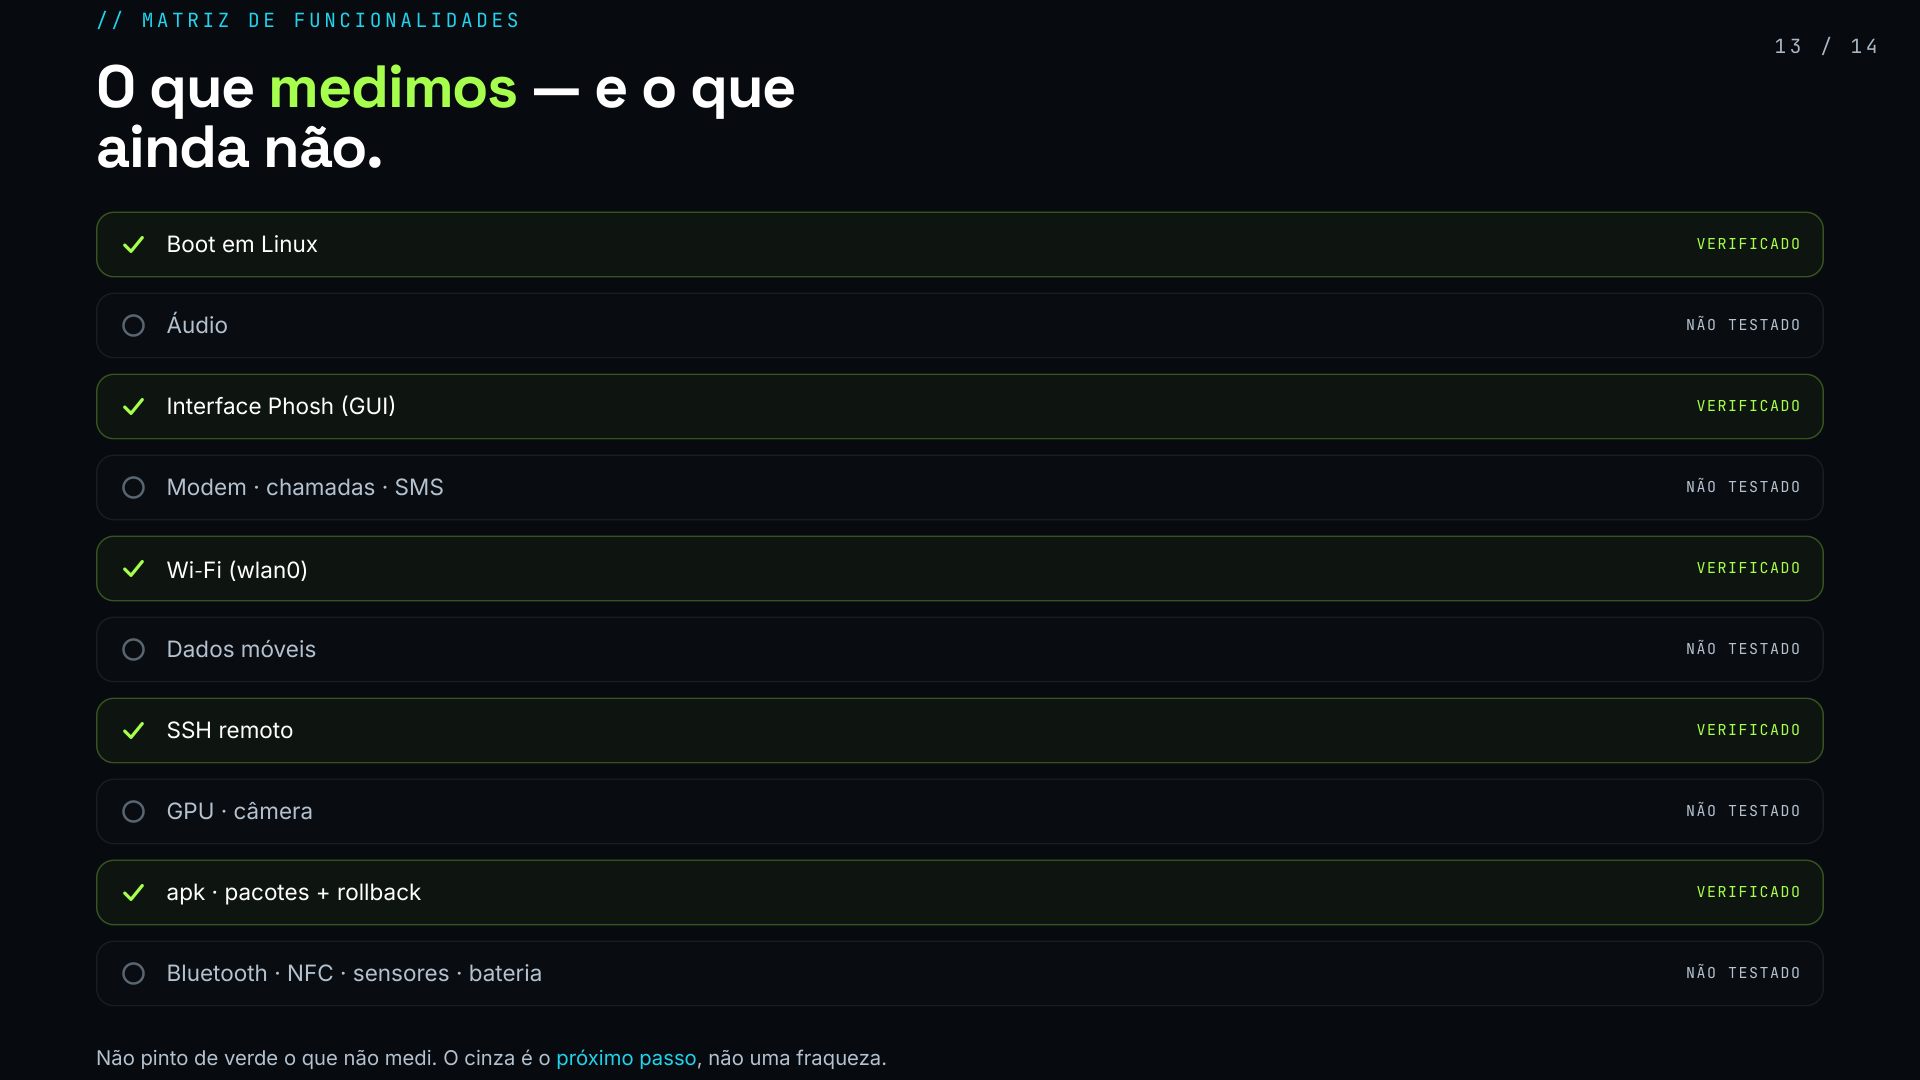 // MATRIZ DE FUNCIONALIDADES
13 / 14
O que medimos — e o que
ainda não.
Boot em Linux
VERIFICADO
Áudio
NÃO TESTADO
Interface Phosh (GUI)
VERIFICADO
Modem · chamadas · SMS
NÃO TESTADO
Wi-Fi (wlan0)
VERIFICADO
Dados móveis
NÃO TESTADO
SSH remoto
VERIFICADO
GPU · câmera
NÃO TESTADO
apk · pacotes + rollback
VERIFICADO
Bluetooth · NFC · sensores · bateria
NÃO TESTADO
Não pinto de verde o que não medi. O cinza é o próximo passo, não uma fraqueza.